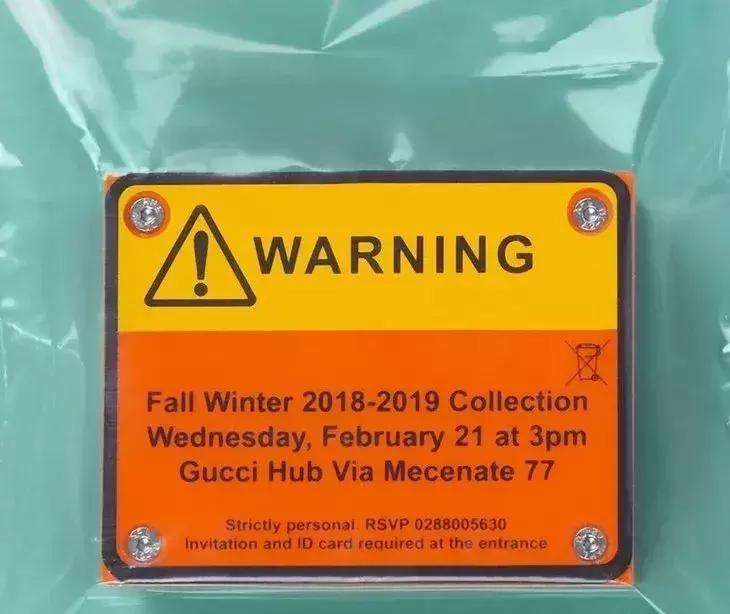 WARNING
Fall Winter 2018-2019 Collection
Wednesday, February 21 at 3pm
Gucci Hub Via Mecenate 77
Strictly personal. RSVP 0288005630
Invitation and ID card required at the entrance